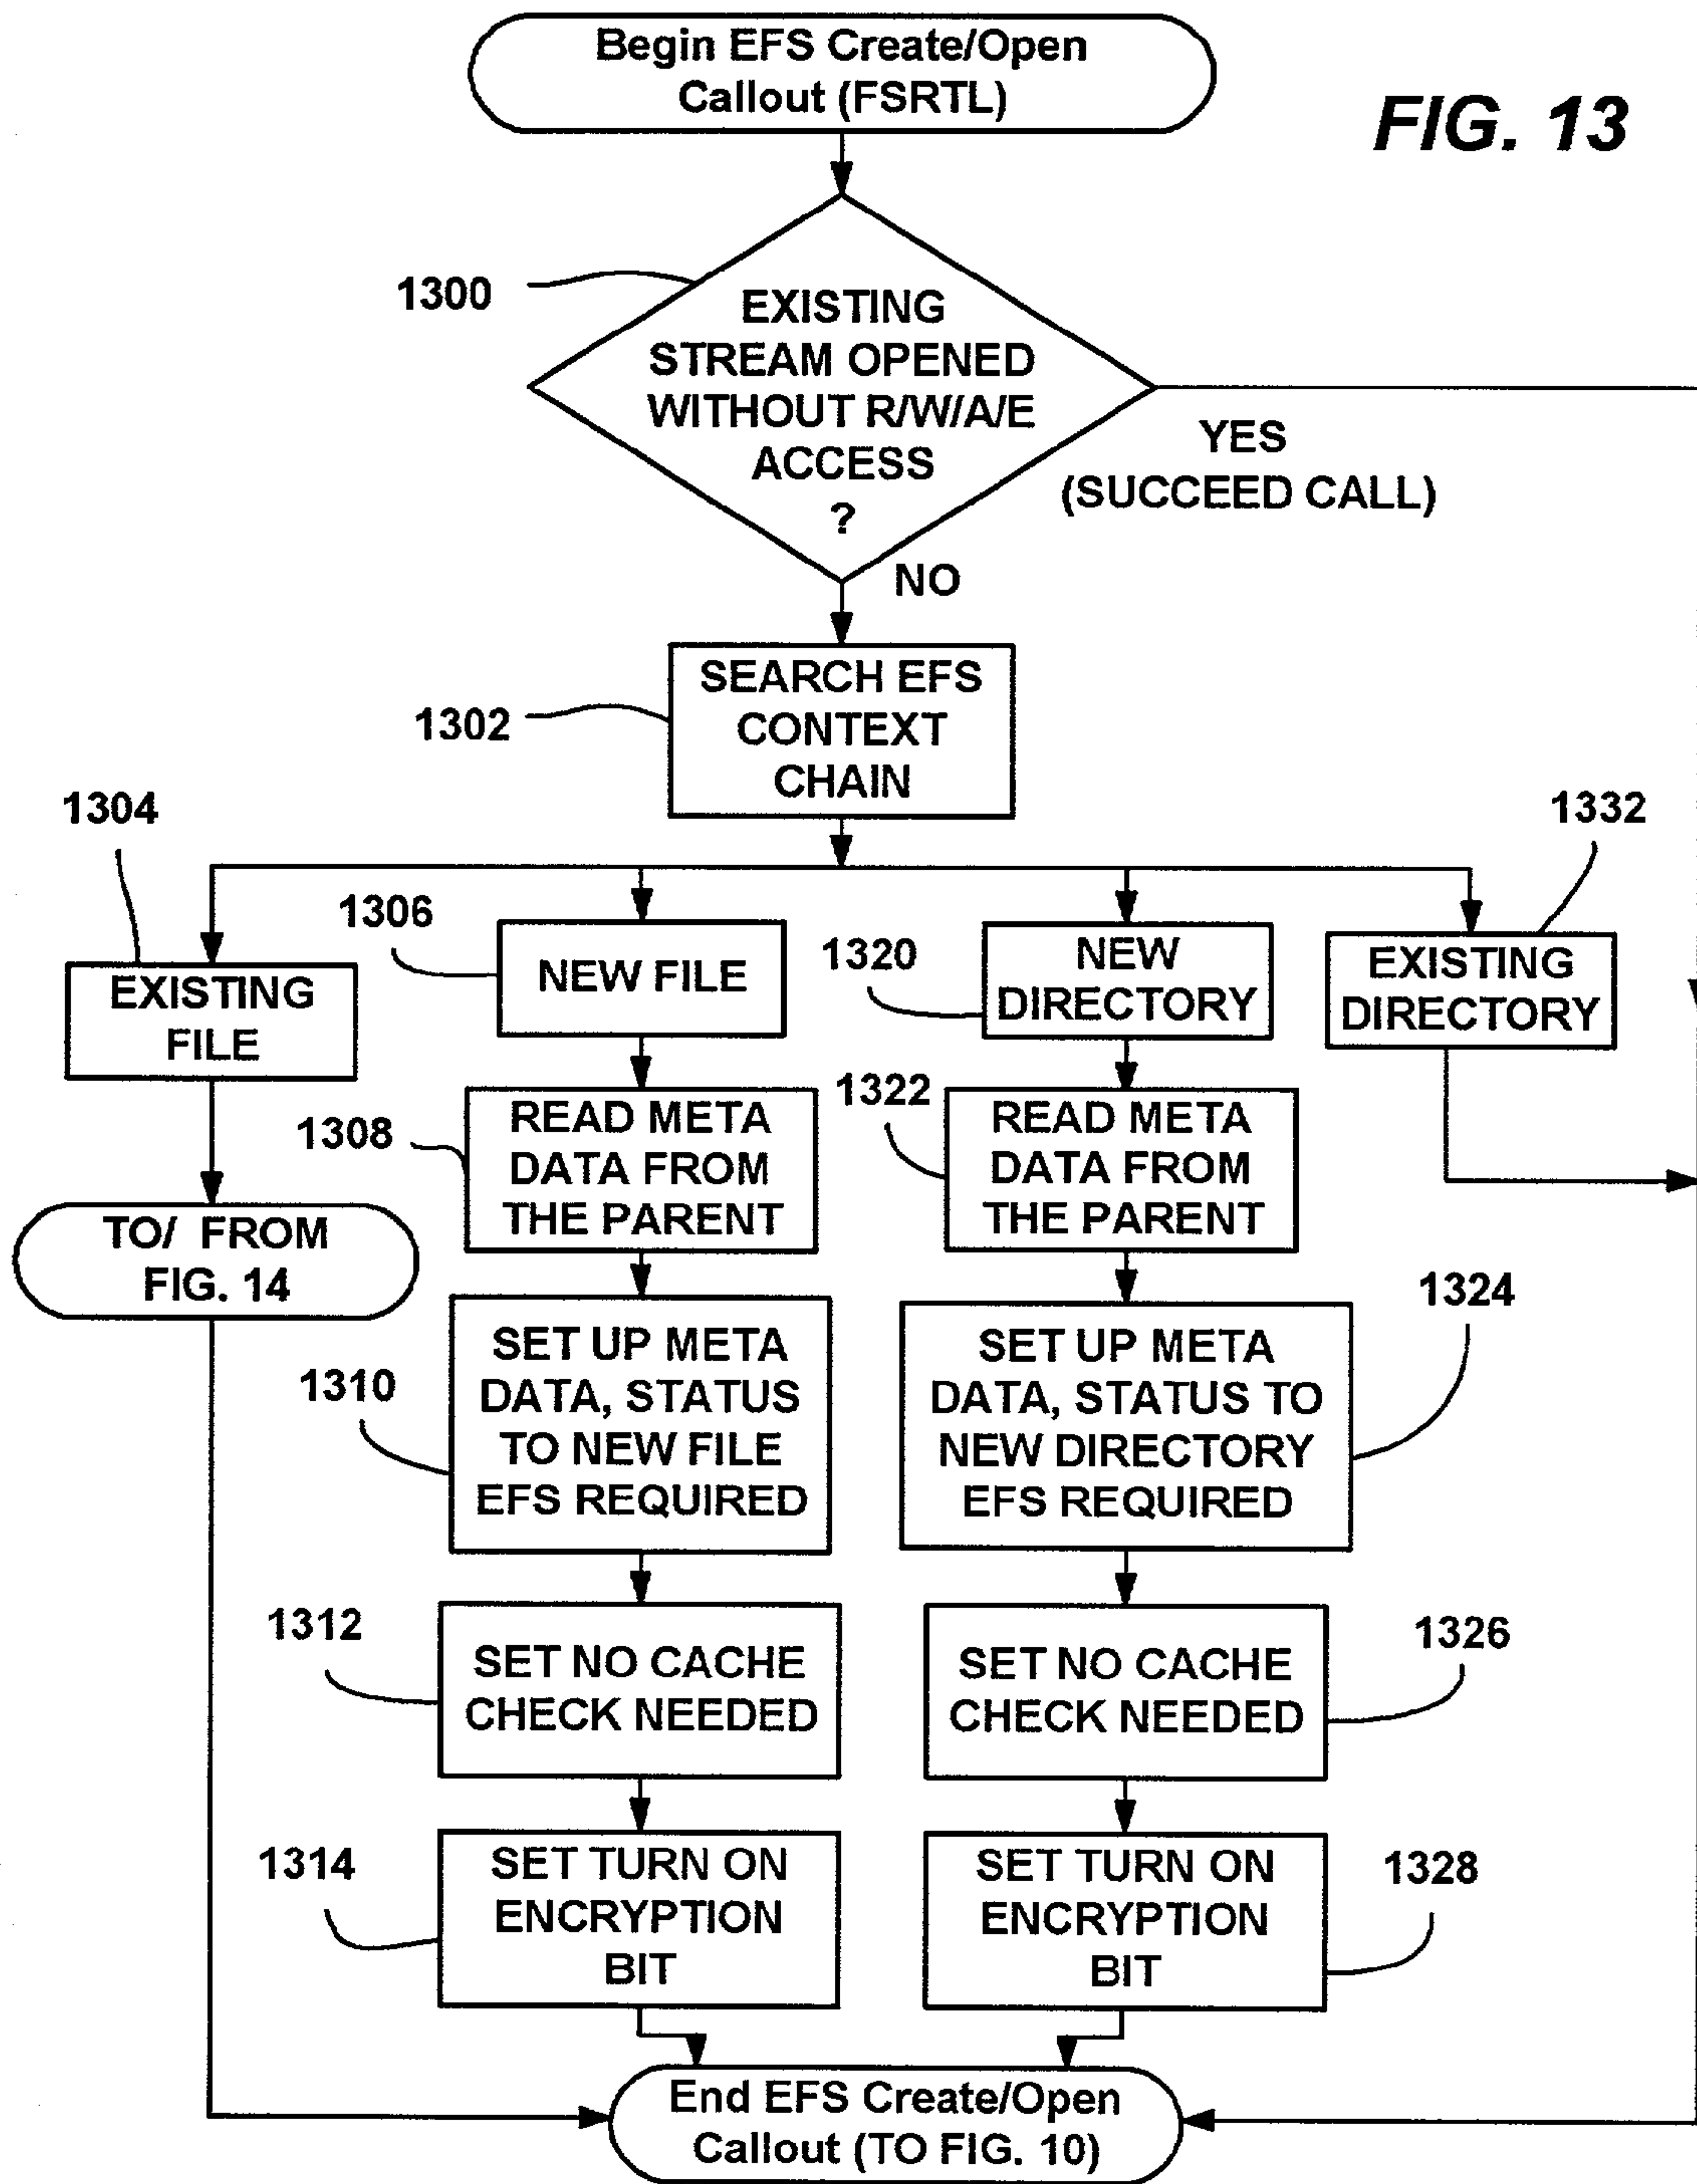 Begin EFS Create/Open
Callout (FSRTL)
FIG. 13
1300
EXISTING
STREAM OPENED
WITHOUT R/W/A/E
ACCESS
?
YES
(SUCCEED CALL)
NO
1302
SEARCH EFS
CONTEXT
CHAIN
1304
EXISTING
FILE
TO/ FROM
FIG. 14
1306
NEW FILE
1308
READ META
DATA FROM
THE PARENT
1310
SET UP META
DATA, STATUS
TO NEW FILE
EFS REQUIRED
1312
SET NO CACHE
CHECK NEEDED
1314
SET TURN ON
ENCRYPTION
BIT
1320
NEW
DIRECTORY
1322
READ META
DATA FROM
THE PARENT
1324
SET UP META
DATA, STATUS TO
NEW DIRECTORY
EFS REQUIRED
1326
SET NO CACHE
CHECK NEEDED
1328
SET TURN ON
ENCRYPTION
BIT
1332
EXISTING
DIRECTORY
End EFS Create/Open
Callout (TO FIG. 10)